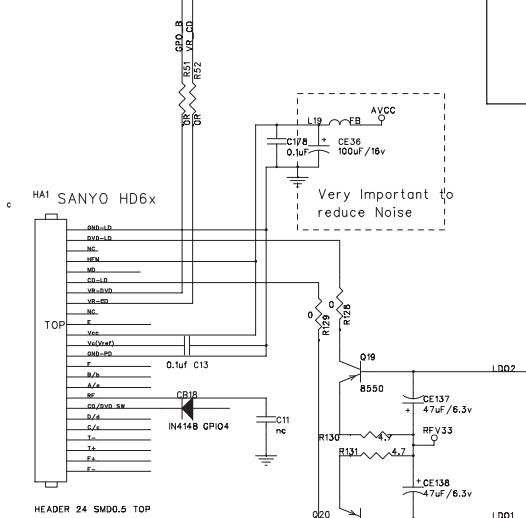 GPO_B
VR_CD
R51
R52
0R
0R
L19
FB
AVCC
C178
0.1uF
+
CE36
100uF/16v
Very Important to
reduce Noise
C
HA1
SANYO HD6x
GND-LD
DVD-LD
NC
HFM
MD
CD-LD
VR-DVD
VR-CD
NC
E
Vcc
Vc(Vref)
GND-PD
F
B/b
A/a
RF
CD/DVD SW
D/d
C/c
T-
T+
F+
F-
TOP
0.1uf C13
CB18
IN4148 GPIO4
C11
nc
0
R129
0
R128
Q19
8550
LDO2
CE137
+
47uF/6.3v
R130
4.7
RFV33
R131
4.7
+
CE138
47uF/6.3v
Q20
LDO1
HEADER 24 SMD0.5 TOP